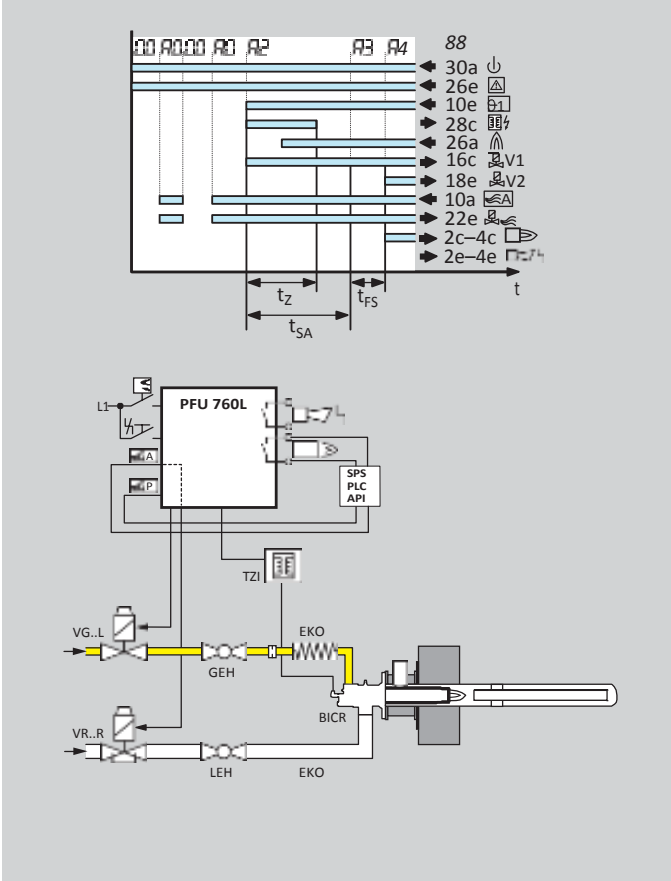 00 A0 00 A0 A2 A3 A4 88
30a
26e
10e
28c
26a
16c V1
18e V2
10a A
22e
2c–4c
2e–4e
t
tZ tFS
tSA
L1 PFU 760L
A
P
SPS
PLC
API
TZI
VG..L EKO
GEH
BICR
VR..R
LEH EKO